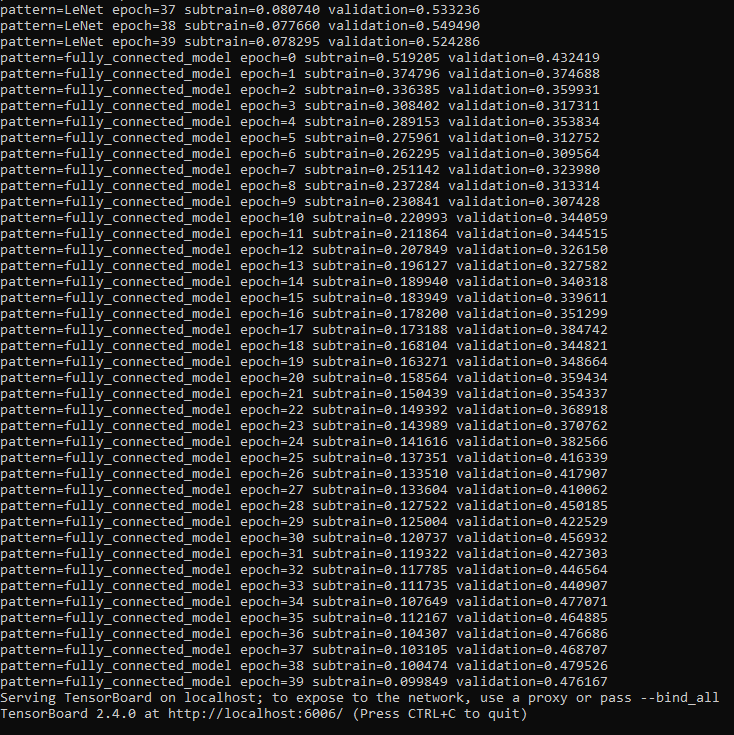 pattern=LeNet epoch=37 subtrain=0.080740 validation=0.533236
pattern=LeNet epoch=38 subtrain=0.077660 validation=0.549490
pattern=LeNet epoch=39 subtrain=0.078295 validation=0.524286
pattern=fully_connected_model epoch=0 subtrain=0.519205 validation=0.432419
pattern=fully_connected_model epoch=1 subtrain=0.374796 validation=0.374688
pattern=fully_connected_model epoch=2 subtrain=0.336385 validation=0.359931
pattern=fully_connected_model epoch=3 subtrain=0.308402 validation=0.317311
pattern=fully_connected_model epoch=4 subtrain=0.289153 validation=0.353834
pattern=fully_connected_model epoch=5 subtrain=0.275961 validation=0.312752
pattern=fully_connected_model epoch=6 subtrain=0.262295 validation=0.309564
pattern=fully_connected_model epoch=7 subtrain=0.251142 validation=0.323980
pattern=fully_connected_model epoch=8 subtrain=0.237284 validation=0.313314
pattern=fully_connected_model epoch=9 subtrain=0.230841 validation=0.307428
pattern=fully_connected_model epoch=10 subtrain=0.220993 validation=0.344059
pattern=fully_connected_model epoch=11 subtrain=0.211864 validation=0.344515
pattern=fully_connected_model epoch=12 subtrain=0.207849 validation=0.326150
pattern=fully_connected_model epoch=13 subtrain=0.196127 validation=0.327582
pattern=fully_connected_model epoch=14 subtrain=0.189940 validation=0.340318
pattern=fully_connected_model epoch=15 subtrain=0.183949 validation=0.339611
pattern=fully_connected_model epoch=16 subtrain=0.178200 validation=0.351299
pattern=fully_connected_model epoch=17 subtrain=0.173188 validation=0.384742
pattern=fully_connected_model epoch=18 subtrain=0.168104 validation=0.344821
pattern=fully_connected_model epoch=19 subtrain=0.163271 validation=0.348664
pattern=fully_connected_model epoch=20 subtrain=0.158564 validation=0.359434
pattern=fully_connected_model epoch=21 subtrain=0.150439 validation=0.354337
pattern=fully_connected_model epoch=22 subtrain=0.149392 validation=0.368918
pattern=fully_connected_model epoch=23 subtrain=0.143989 validation=0.370762
pattern=fully_connected_model epoch=24 subtrain=0.141616 validation=0.382566
pattern=fully_connected_model epoch=25 subtrain=0.137351 validation=0.416339
pattern=fully_connected_model epoch=26 subtrain=0.133510 validation=0.417907
pattern=fully_connected_model epoch=27 subtrain=0.133604 validation=0.410062
pattern=fully_connected_model epoch=28 subtrain=0.127522 validation=0.450185
pattern=fully_connected_model epoch=29 subtrain=0.125004 validation=0.422529
pattern=fully_connected_model epoch=30 subtrain=0.120737 validation=0.456932
pattern=fully_connected_model epoch=31 subtrain=0.119322 validation=0.427303
pattern=fully_connected_model epoch=32 subtrain=0.117785 validation=0.446564
pattern=fully_connected_model epoch=33 subtrain=0.111735 validation=0.440907
pattern=fully_connected_model epoch=34 subtrain=0.107649 validation=0.477071
pattern=fully_connected_model epoch=35 subtrain=0.112167 validation=0.464885
pattern=fully_connected_model epoch=36 subtrain=0.104307 validation=0.476686
pattern=fully_connected_model epoch=37 subtrain=0.103105 validation=0.468707
pattern=fully_connected_model epoch=38 subtrain=0.100474 validation=0.479526
pattern=fully_connected_model epoch=39 subtrain=0.099849 validation=0.476167
Serving TensorBoard on localhost; to expose to the network, use a proxy or pass --bind_all
TensorBoard 2.4.0 at http://localhost:6006/ (Press CTRL+C to quit)